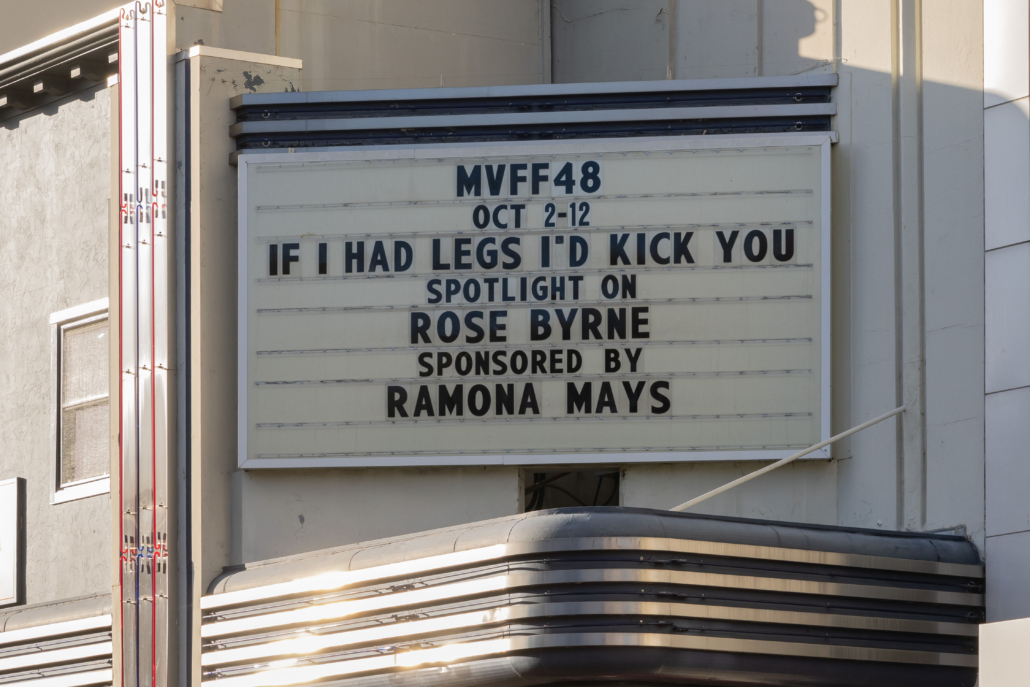 MVFF48
OCT 2-12
IF I HAD LEGS I'D KICK YOU
SPOTLIGHT ON
ROSE BYRNE
SPONSORED BY
RAMONA MAYS